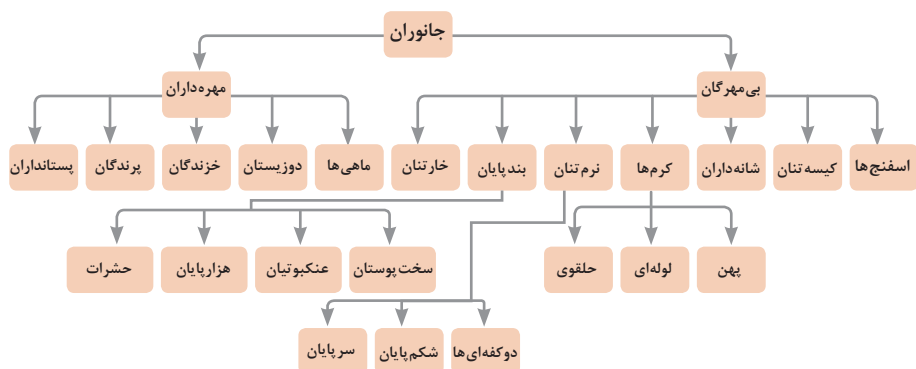 جانوران
بی‌مهرگان
مهره‌داران
اسفنج‌ها
کیسه‌تنان
شانه‌داران
کرم‌ها
نرم‌تنان
بندپایان
خارتنان
ماهی‌ها
دوزیستان
خزندگان
پرندگان
پستانداران
پهن
لوله‌ای
حلقوی
سخت‌پوستان
عنکبوتیان
هزارپایان
حشرات
دوکفه‌ای‌ها
شکم‌پایان
سرپایان